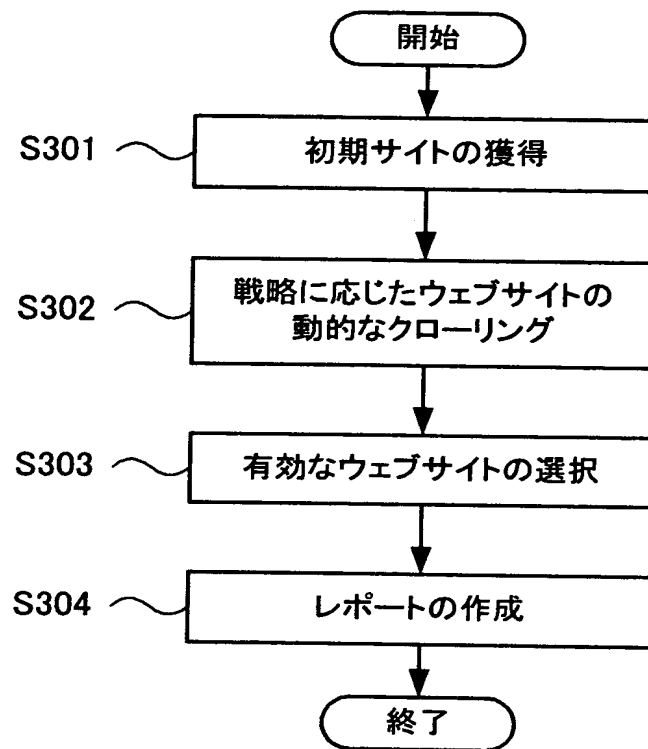 開始
S301
初期サイトの獲得
S302
戦略に応じたウェブサイトの
動的なクローリング
S303
有効なウェブサイトの選択
S304
レポートの作成
終了